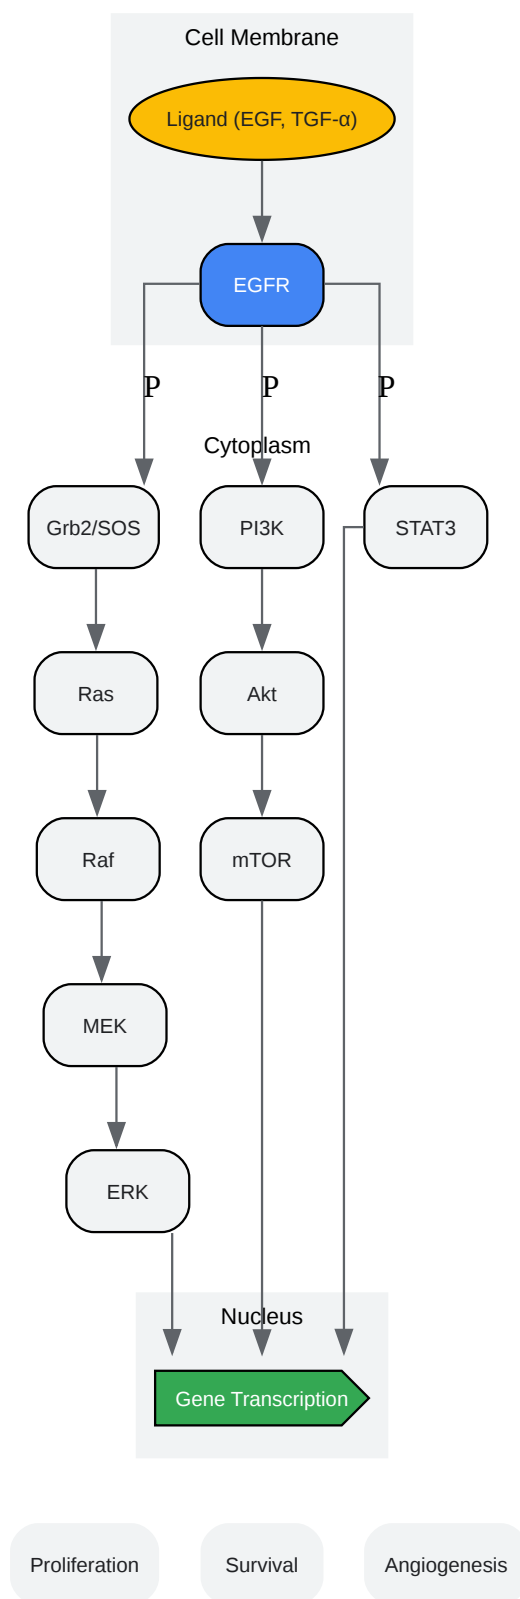 Cell Membrane
Ligand (EGF, TGF-α)
EGFR
P
P
P
Cytoplasm
Grb2/SOS
PI3K
STAT3
Ras
Akt
Raf
mTOR
MEK
ERK
Nucleus
Gene Transcription
Proliferation
Survival
Angiogenesis